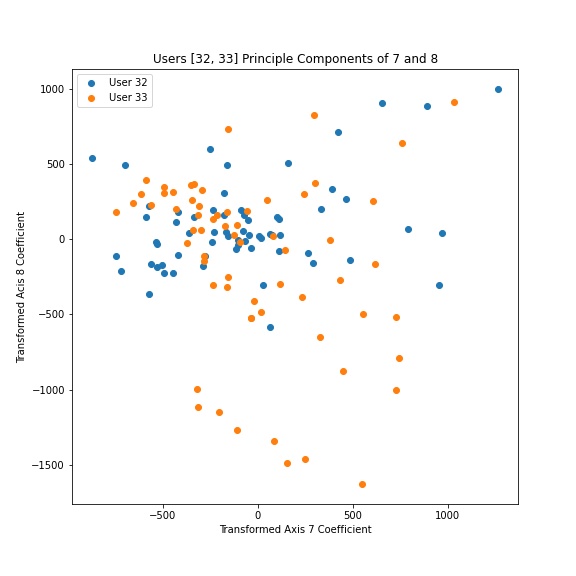 Users [32, 33] Principle Components of 7 and 8
User 32
User 33
Transformed Acis 8 Coefficient
1000
500
0
−500
−1000
−1500
−500
0
500
1000
Transformed Axis 7 Coefficient